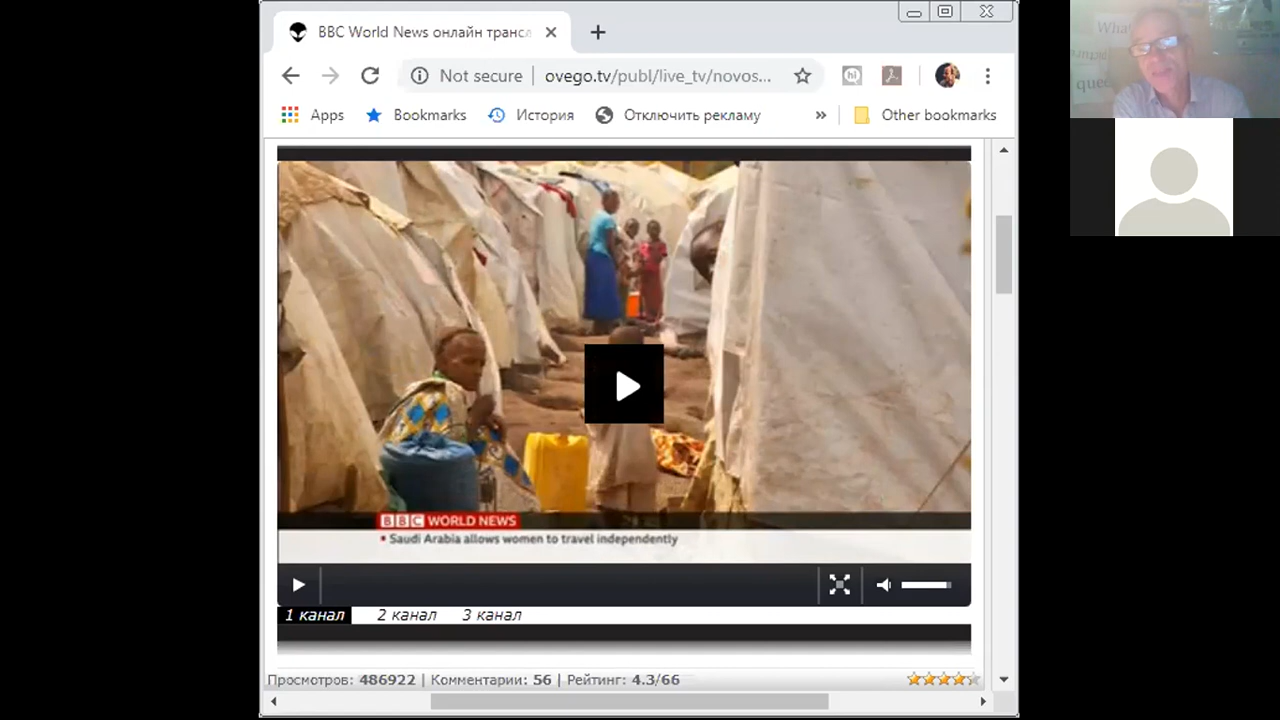 BBC World News онлайн трансл
Not secure | ovego.tv/publ/live_tv/novos...
Apps Bookmarks История Отключить рекламу » Other bookmarks
BBC WORLD NEWS
Saudi Arabia allows women to travel independently
1 канал 2 канал 3 канал
Просмотров: 486922 | Комментарии: 56 | Рейтинг: 4.3/66
What